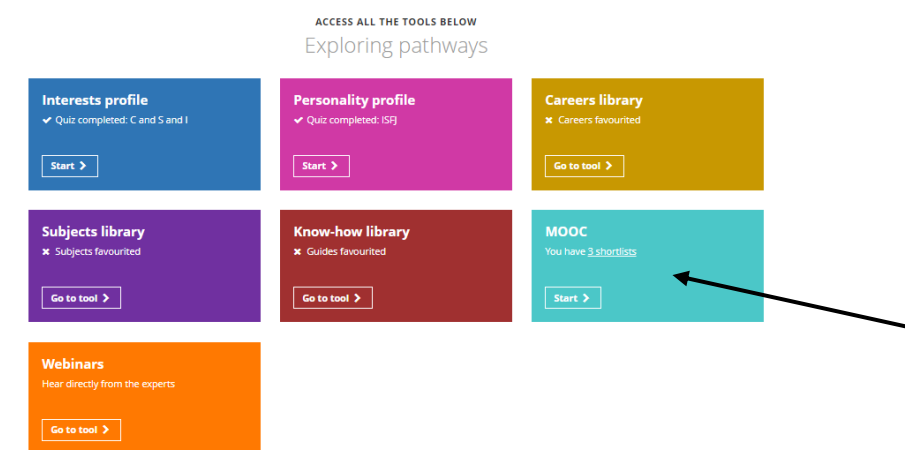 ACCESS ALL THE TOOLS BELOW
Exploring pathways
Interests profile
✔ Quiz completed: C and S and I
Start >
Personality profile
✔ Quiz completed: ISFJ
Start >
Careers library
✖ Careers favourited
Go to tool >
Subjects library
✖ Subjects favourited
Go to tool >
Know-how library
✖ Guides favourited
Go to tool >
MOOC
You have 3 shortlists
Start >
Webinars
Hear directly from the experts
Go to tool >